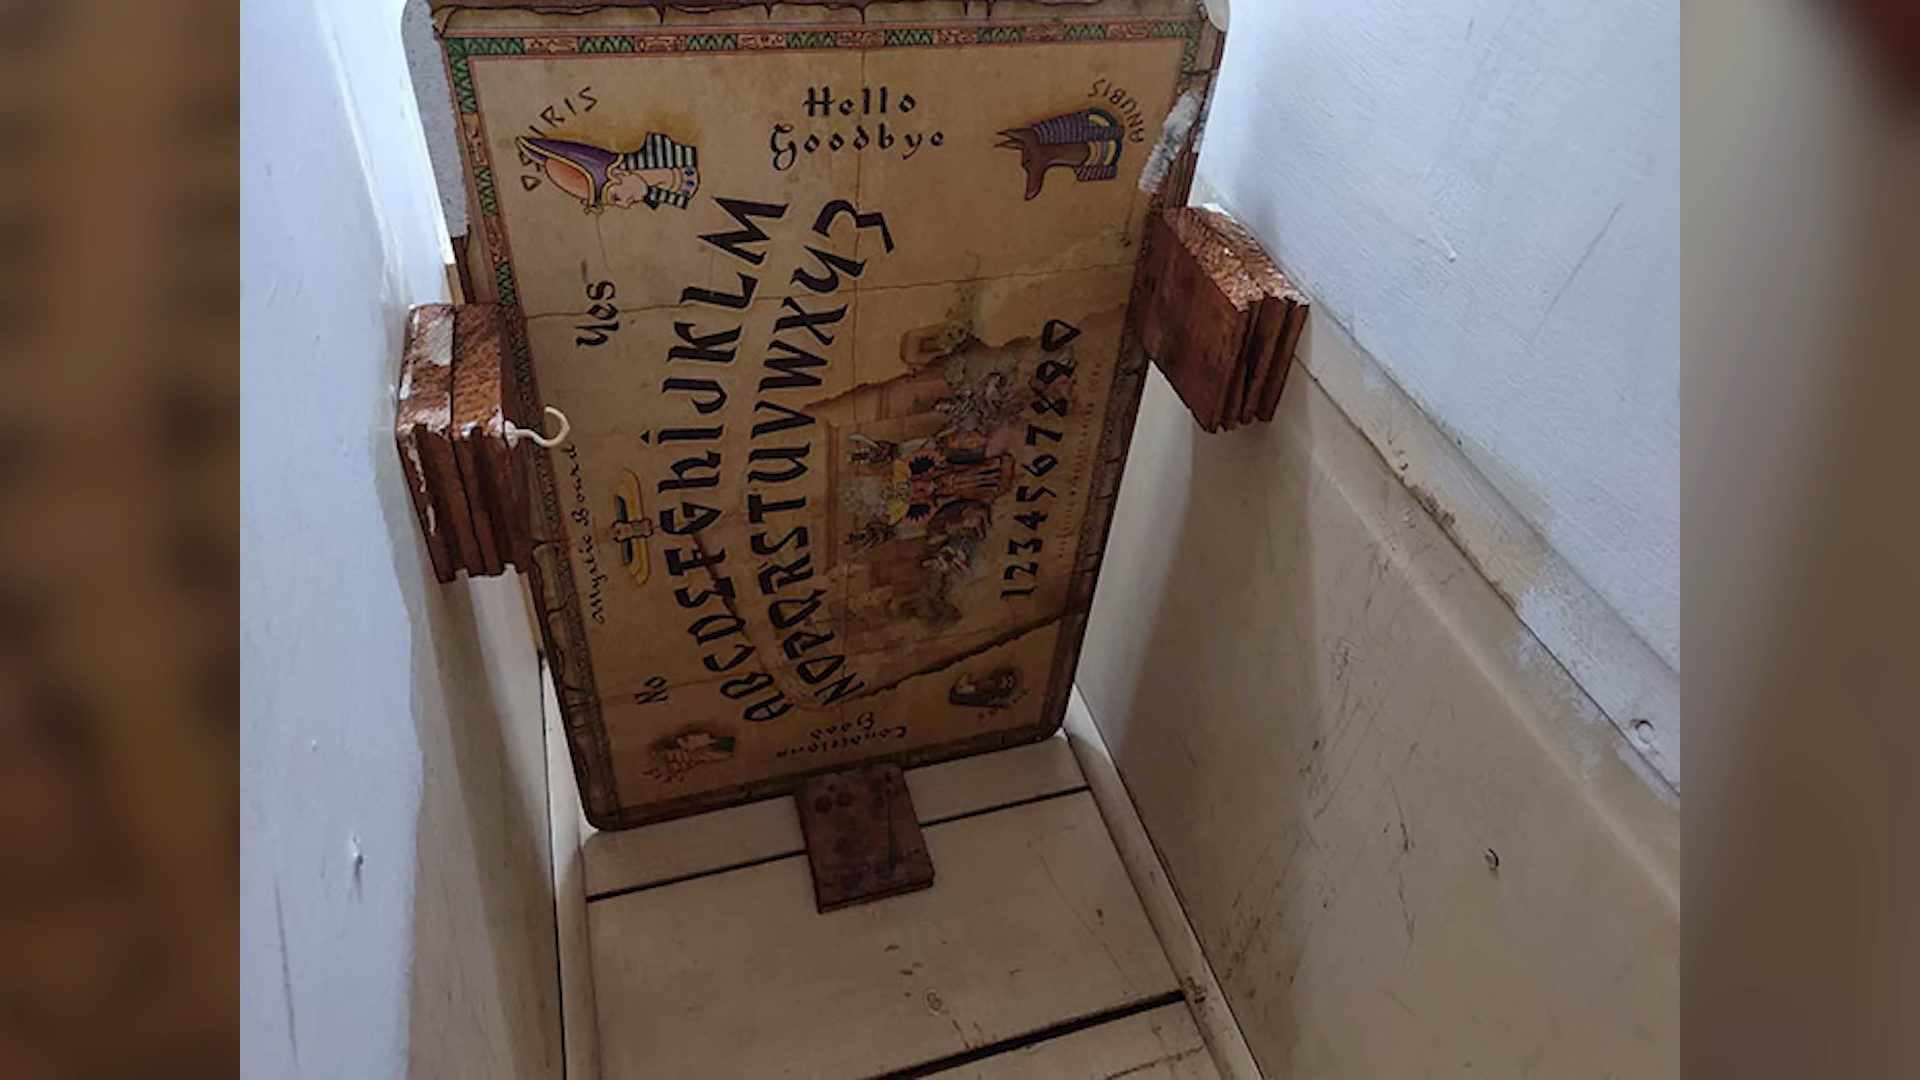 OSIRIS
Hello
Goodbye
ANUBIS
Yes
No
ABCDEFGHIJKLM
NOPQRSTUVWXYZ
1234567890
Mystic Board